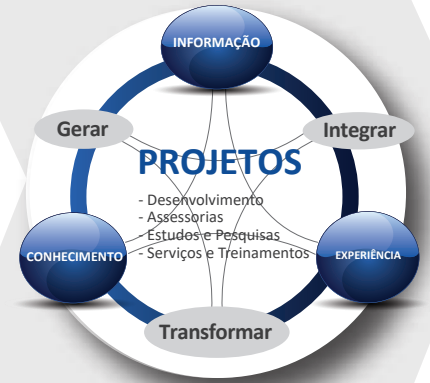 INFORMAÇÃO
Gerar
Integrar
PROJETOS
- Desenvolvimento
- Assessorias
- Estudos e Pesquisas
- Serviços e Treinamentos
CONHECIMENTO
EXPERIÊNCIA
Transformar